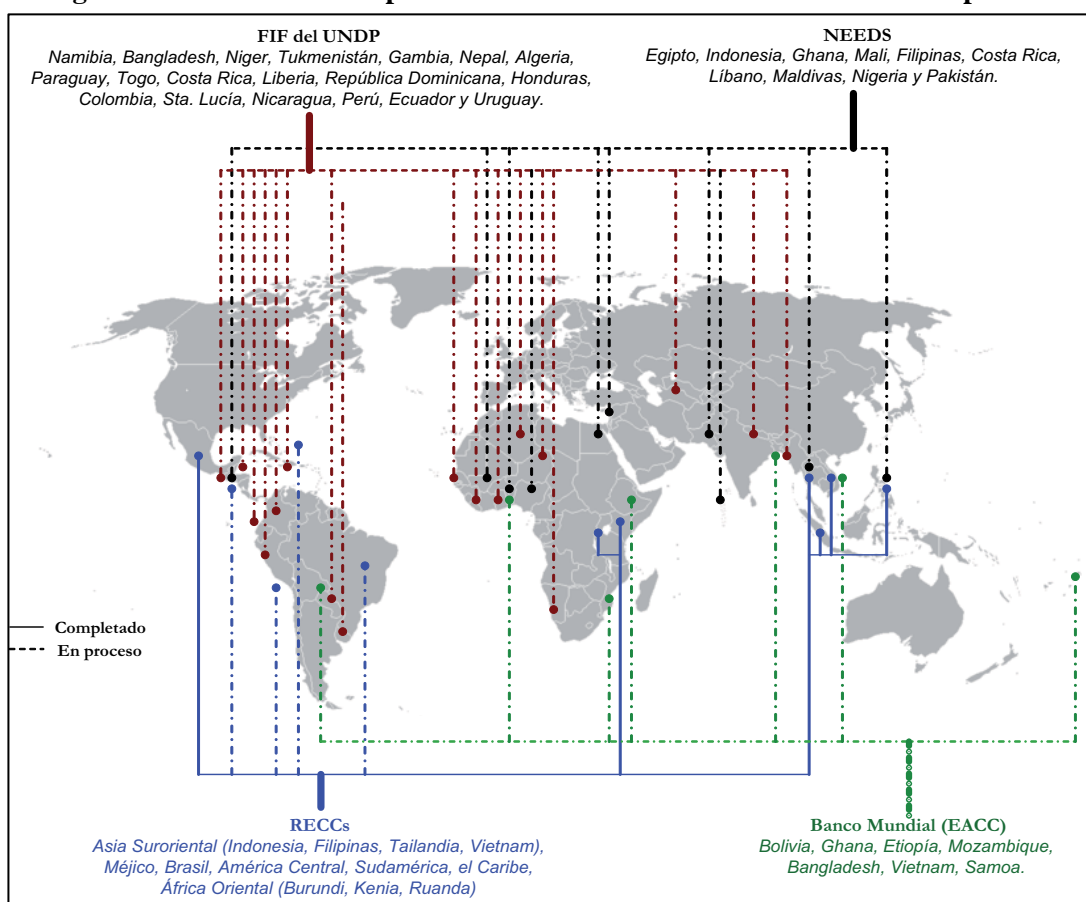 FIF del UNDP
Namibia, Bangladesh, Niger, Tukmenistán, Gambia, Nepal, Algeria,
Paraguay, Togo, Costa Rica, Liberia, República Dominicana, Honduras,
Colombia, Sta. Lucía, Nicaragua, Perú, Ecuador y Uruguay.
NEEDS
Egipto, Indonesia, Ghana, Mali, Filipinas, Costa Rica,
Líbano, Maldivas, Nigeria y Pakistán.
Completado
En proceso
RECCs
Asia Suroriental (Indonesia, Filipinas, Tailandia, Vietnam),
Méjico, Brasil, América Central, Sudamérica, el Caribe,
África Oriental (Burundi, Kenia, Ruanda)
Banco Mundial (EACC)
Bolivia, Ghana, Etiopía, Mozambique,
Bangladesh, Vietnam, Samoa.